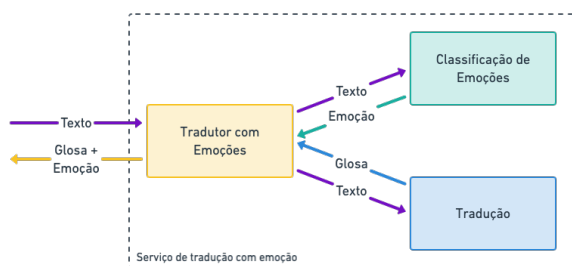 Classificação de
Emoções
Texto
Emoção
Texto
Tradutor com
Emoções
Glosa +
Emoção
Glosa
Texto
Tradução
Serviço de tradução com emoção